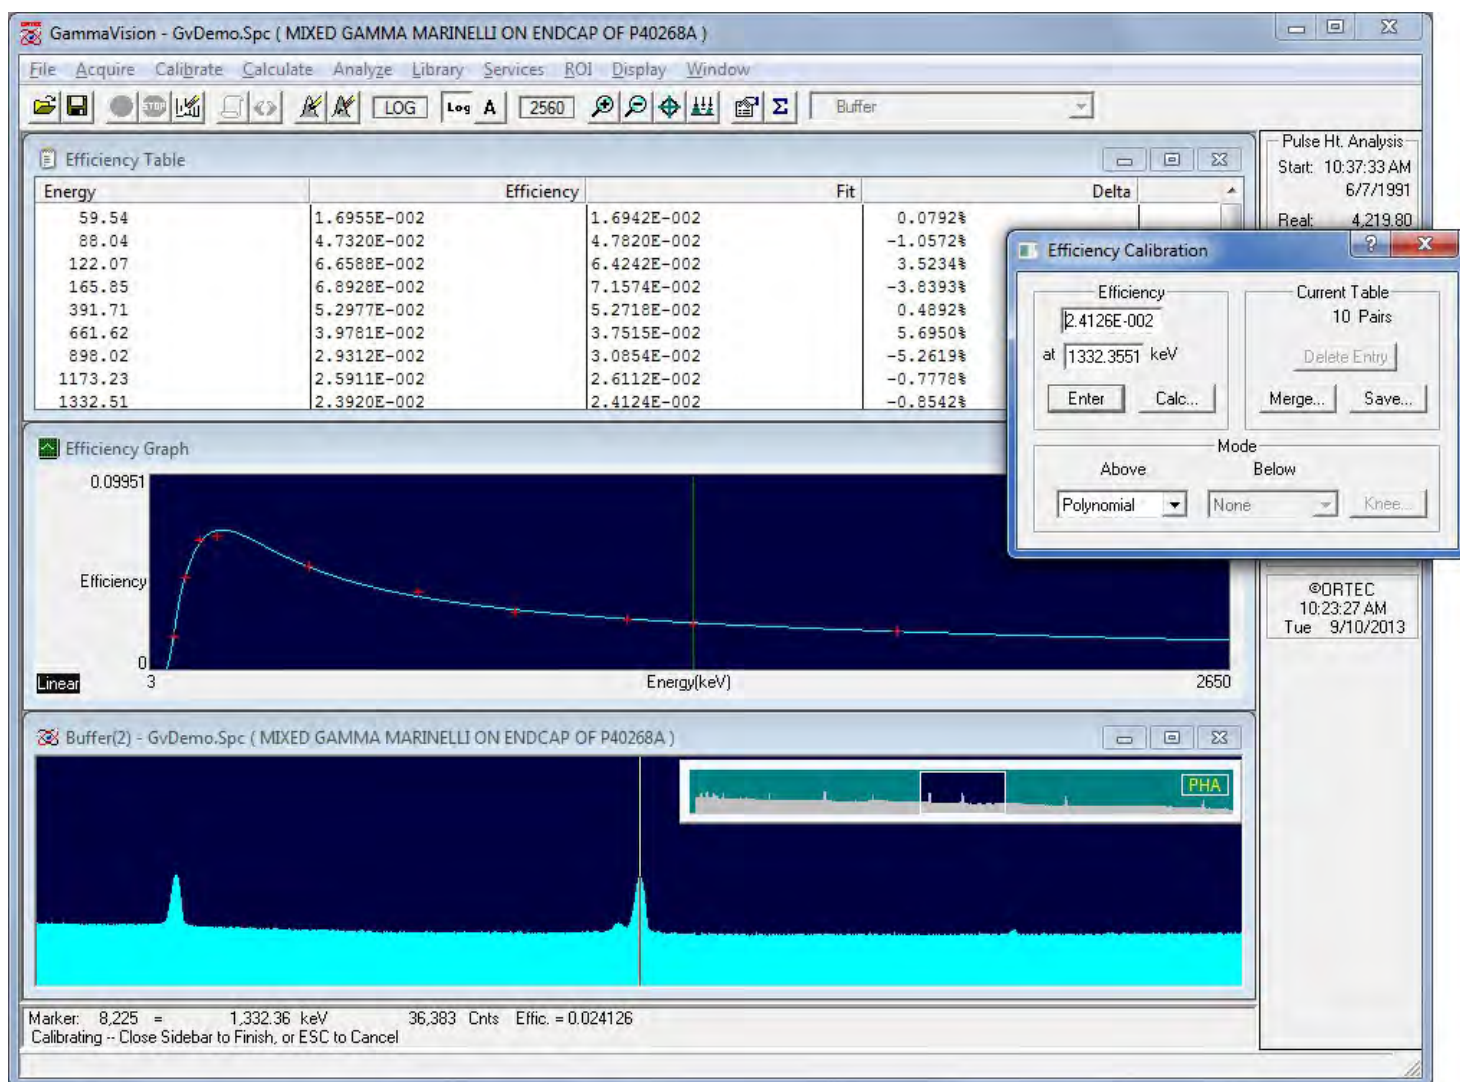 GammaVision - GvDemo.Spc ( MIXED GAMMA MARINELLI ON ENDCAP OF P40268A )
File Acquire Calibrate Calculate Analyze Library Services ROI Display Window
STOP LOG Log A 2560 Σ Buffer
Efficiency Table
Energy Efficiency Fit Delta
59.54 1.6955E-002 1.6942E-002 0.0792%
88.04 4.7320E-002 4.7820E-002 -1.0572%
122.07 6.6588E-002 6.4242E-002 3.5234%
165.85 6.8928E-002 7.1574E-002 -3.8393%
391.71 5.2977E-002 5.2718E-002 0.4892%
661.62 3.9781E-002 3.7515E-002 5.6950%
898.02 2.9312E-002 3.0854E-002 -5.2619%
1173.23 2.5911E-002 2.6112E-002 -0.7778%
1332.51 2.3920E-002 2.4124E-002 -0.8542%
Pulse Ht. Analysis
Start: 10:37:33 AM
6/7/1991
Real: 4,219.80
Efficiency Calibration
Efficiency
2.4126E-002
at 1332.3551 keV
Enter Calc...
Current Table
10 Pairs
Delete Entry
Merge... Save...
Mode
Above Below
Polynomial None Knee...
Efficiency Graph
0.09951
Efficiency
0
Linear 3 Energy(keV) 2650
©ORTEC
10:23:27 AM
Tue 9/10/2013
Buffer(2) - GvDemo.Spc ( MIXED GAMMA MARINELLI ON ENDCAP OF P40268A )
PHA
Marker: 8,225 = 1,332.36 keV 36,383 Cnts Effic. = 0.024126
Calibrating -- Close Sidebar to Finish, or ESC to Cancel